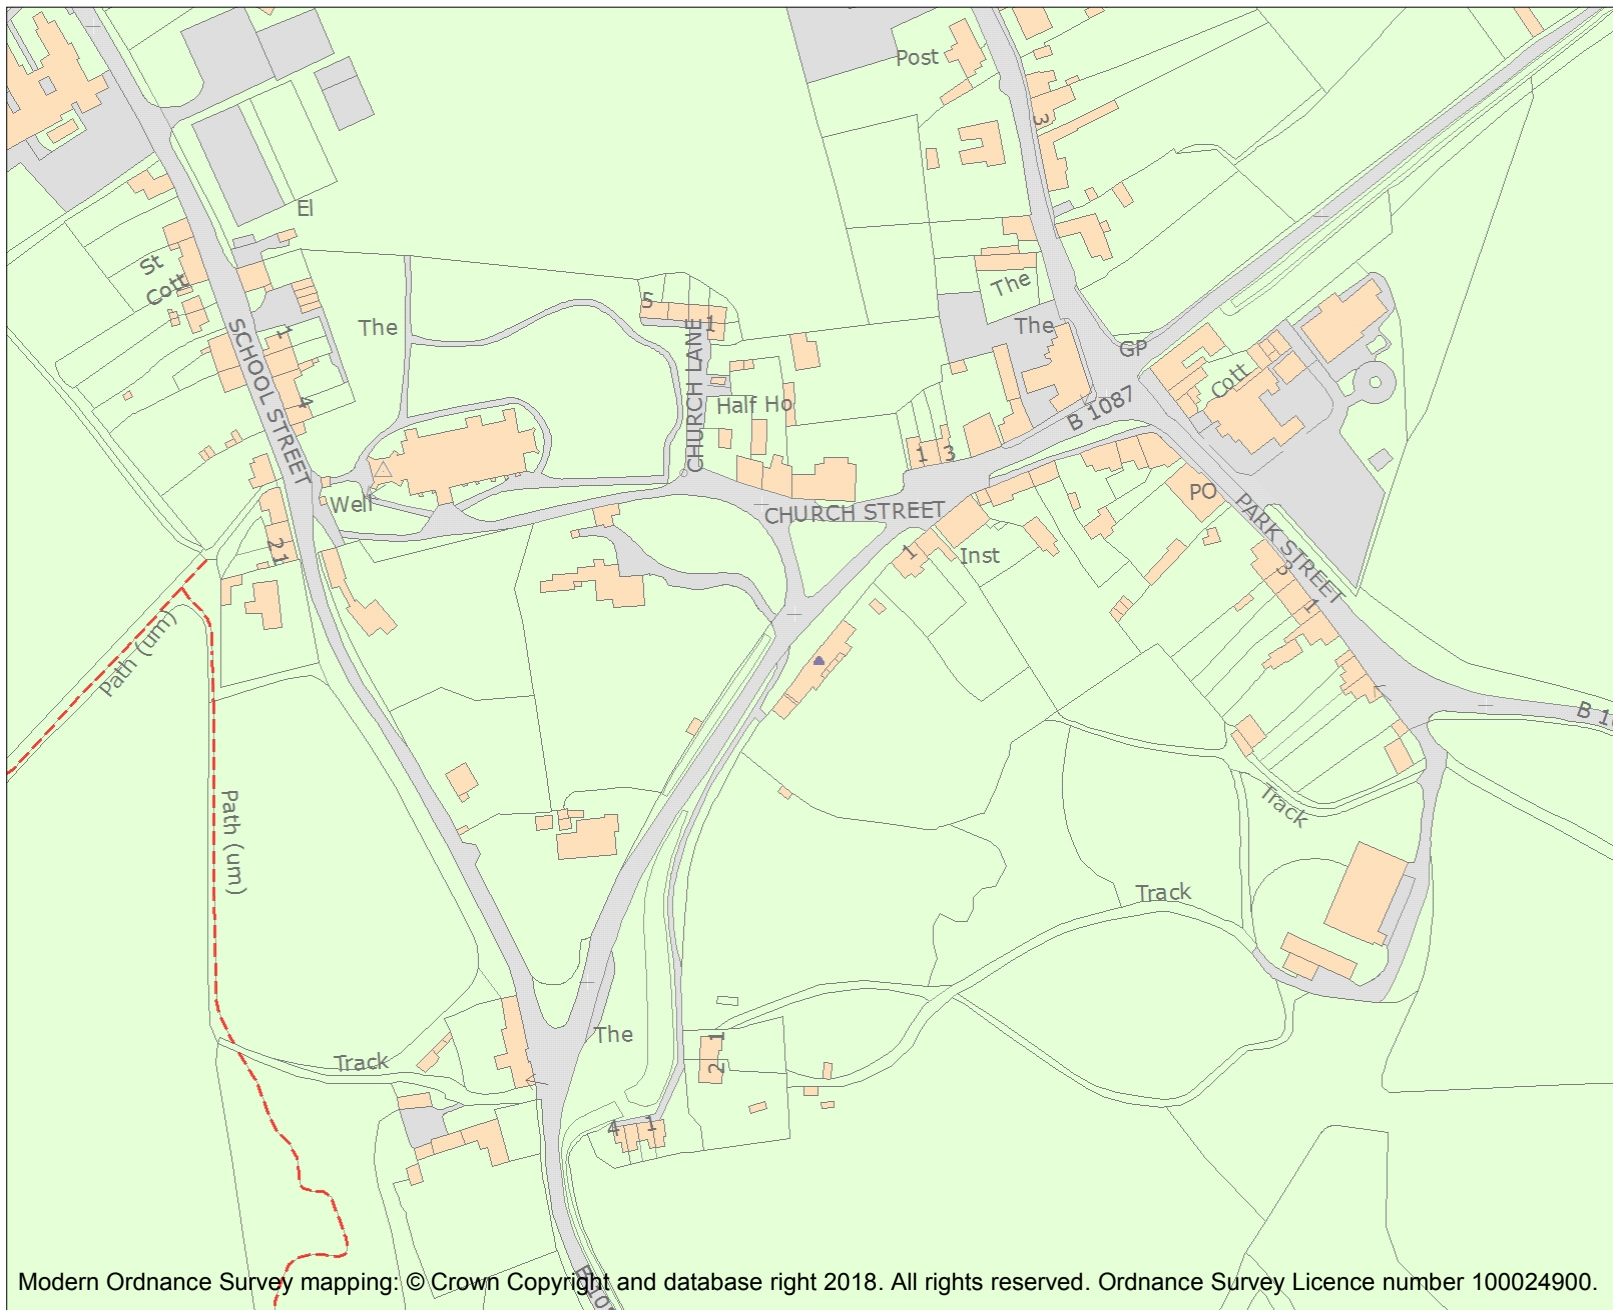 Post
3
El
St
Cott
The
The
The
5
1
1
GP
SCHOOL STREET
CHURCH LANE
Cott
B 1087
Half Ho
4
1 3
Well
PO
CHURCH STREET
PARK STREET
21
1
Inst
3
1
Path (um)
Path (um)
Track
Track
The
1
2
Track
4 1
Modern Ordnance Survey mapping: © Crown Copyright and database right 2018. All rights reserved. Ordnance Survey Licence number 100024900.